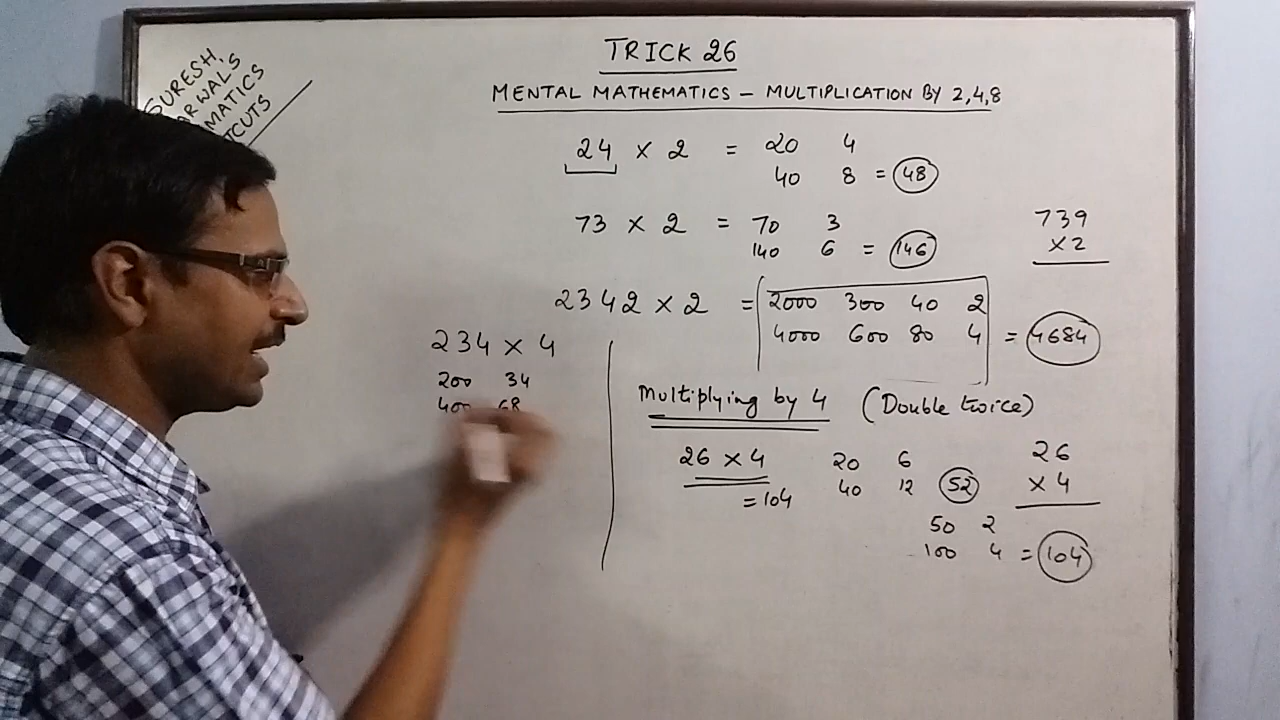 SURESH
TRICK 26
MENTAL MATHEMATICS – MULTIPLICATION BY 2,4,8
24 × 2 = 20 4
40 8 = 48
73 × 2 = 70 3
140 6 = 146
739
×2
2342 × 2 = 2000 300 40 2
4000 600 80 4 = 4684
234 × 4
200 34
400 68
Multiplying by 4 (Double twice)
26 × 4 20 6
= 104 40 12 52
26
× 4
50 2
100 4 = 104